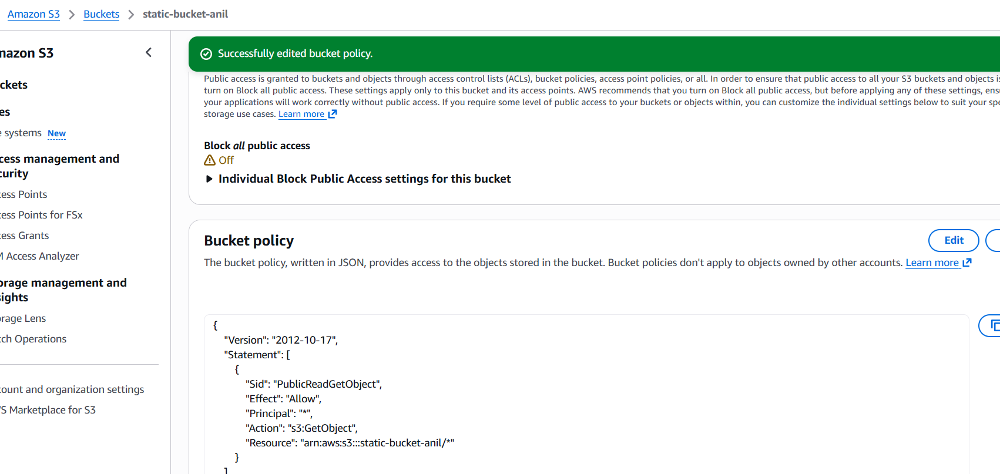 Amazon S3 > Buckets > static-bucket-anil
mazon S3
ckets
es
e systems New
cess management and
curity
cess Points
cess Points for FSx
cess Grants
M Access Analyzer
orage management and
sights
orage Lens
tch Operations
count and organization settings
VS Marketplace for S3
Successfully edited bucket policy.
Public access is granted to buckets and objects through access control lists (ACLs), bucket policies, access point policies, or all. In order to ensure that public access to all your S3 buckets and objects is
turn on Block all public access. These settings apply only to this bucket and its access points. AWS recommends that you turn on Block all public access, but before applying any of these settings, ens
your applications will work correctly without public access. If you require some level of public access to your buckets or objects within, you can customize the individual settings below to suit your spe
storage use cases. Learn more
Block all public access
Off
Individual Block Public Access settings for this bucket
Bucket policy
Edit
The bucket policy, written in JSON, provides access to the objects stored in the bucket. Bucket policies don't apply to objects owned by other accounts. Learn more
{
"Version": "2012-10-17",
"Statement": [
{
"Sid": "PublicReadGetObject",
"Effect": "Allow",
"Principal": "*",
"Action": "s3:GetObject",
"Resource": "arn:aws:s3:::static-bucket-anil/*"
}
]